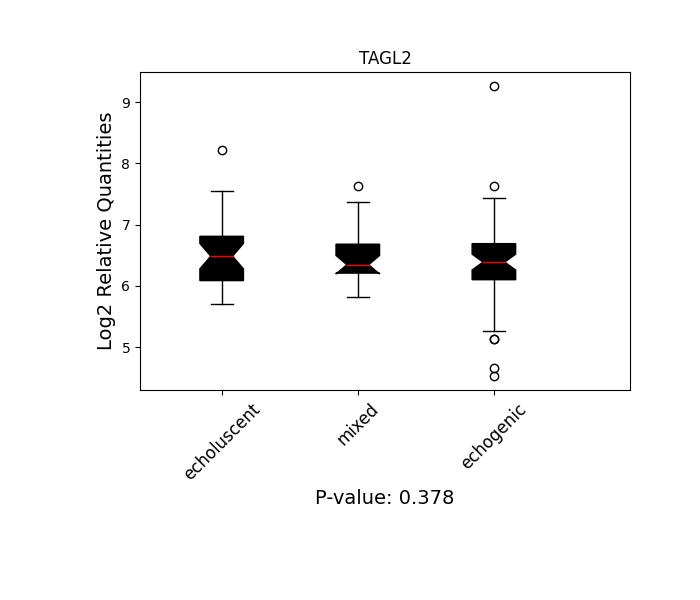 TAGL2
Log2 Relative Quantities
9
8
7
6
5
echoluscent
mixed
echogenic
P-value: 0.378